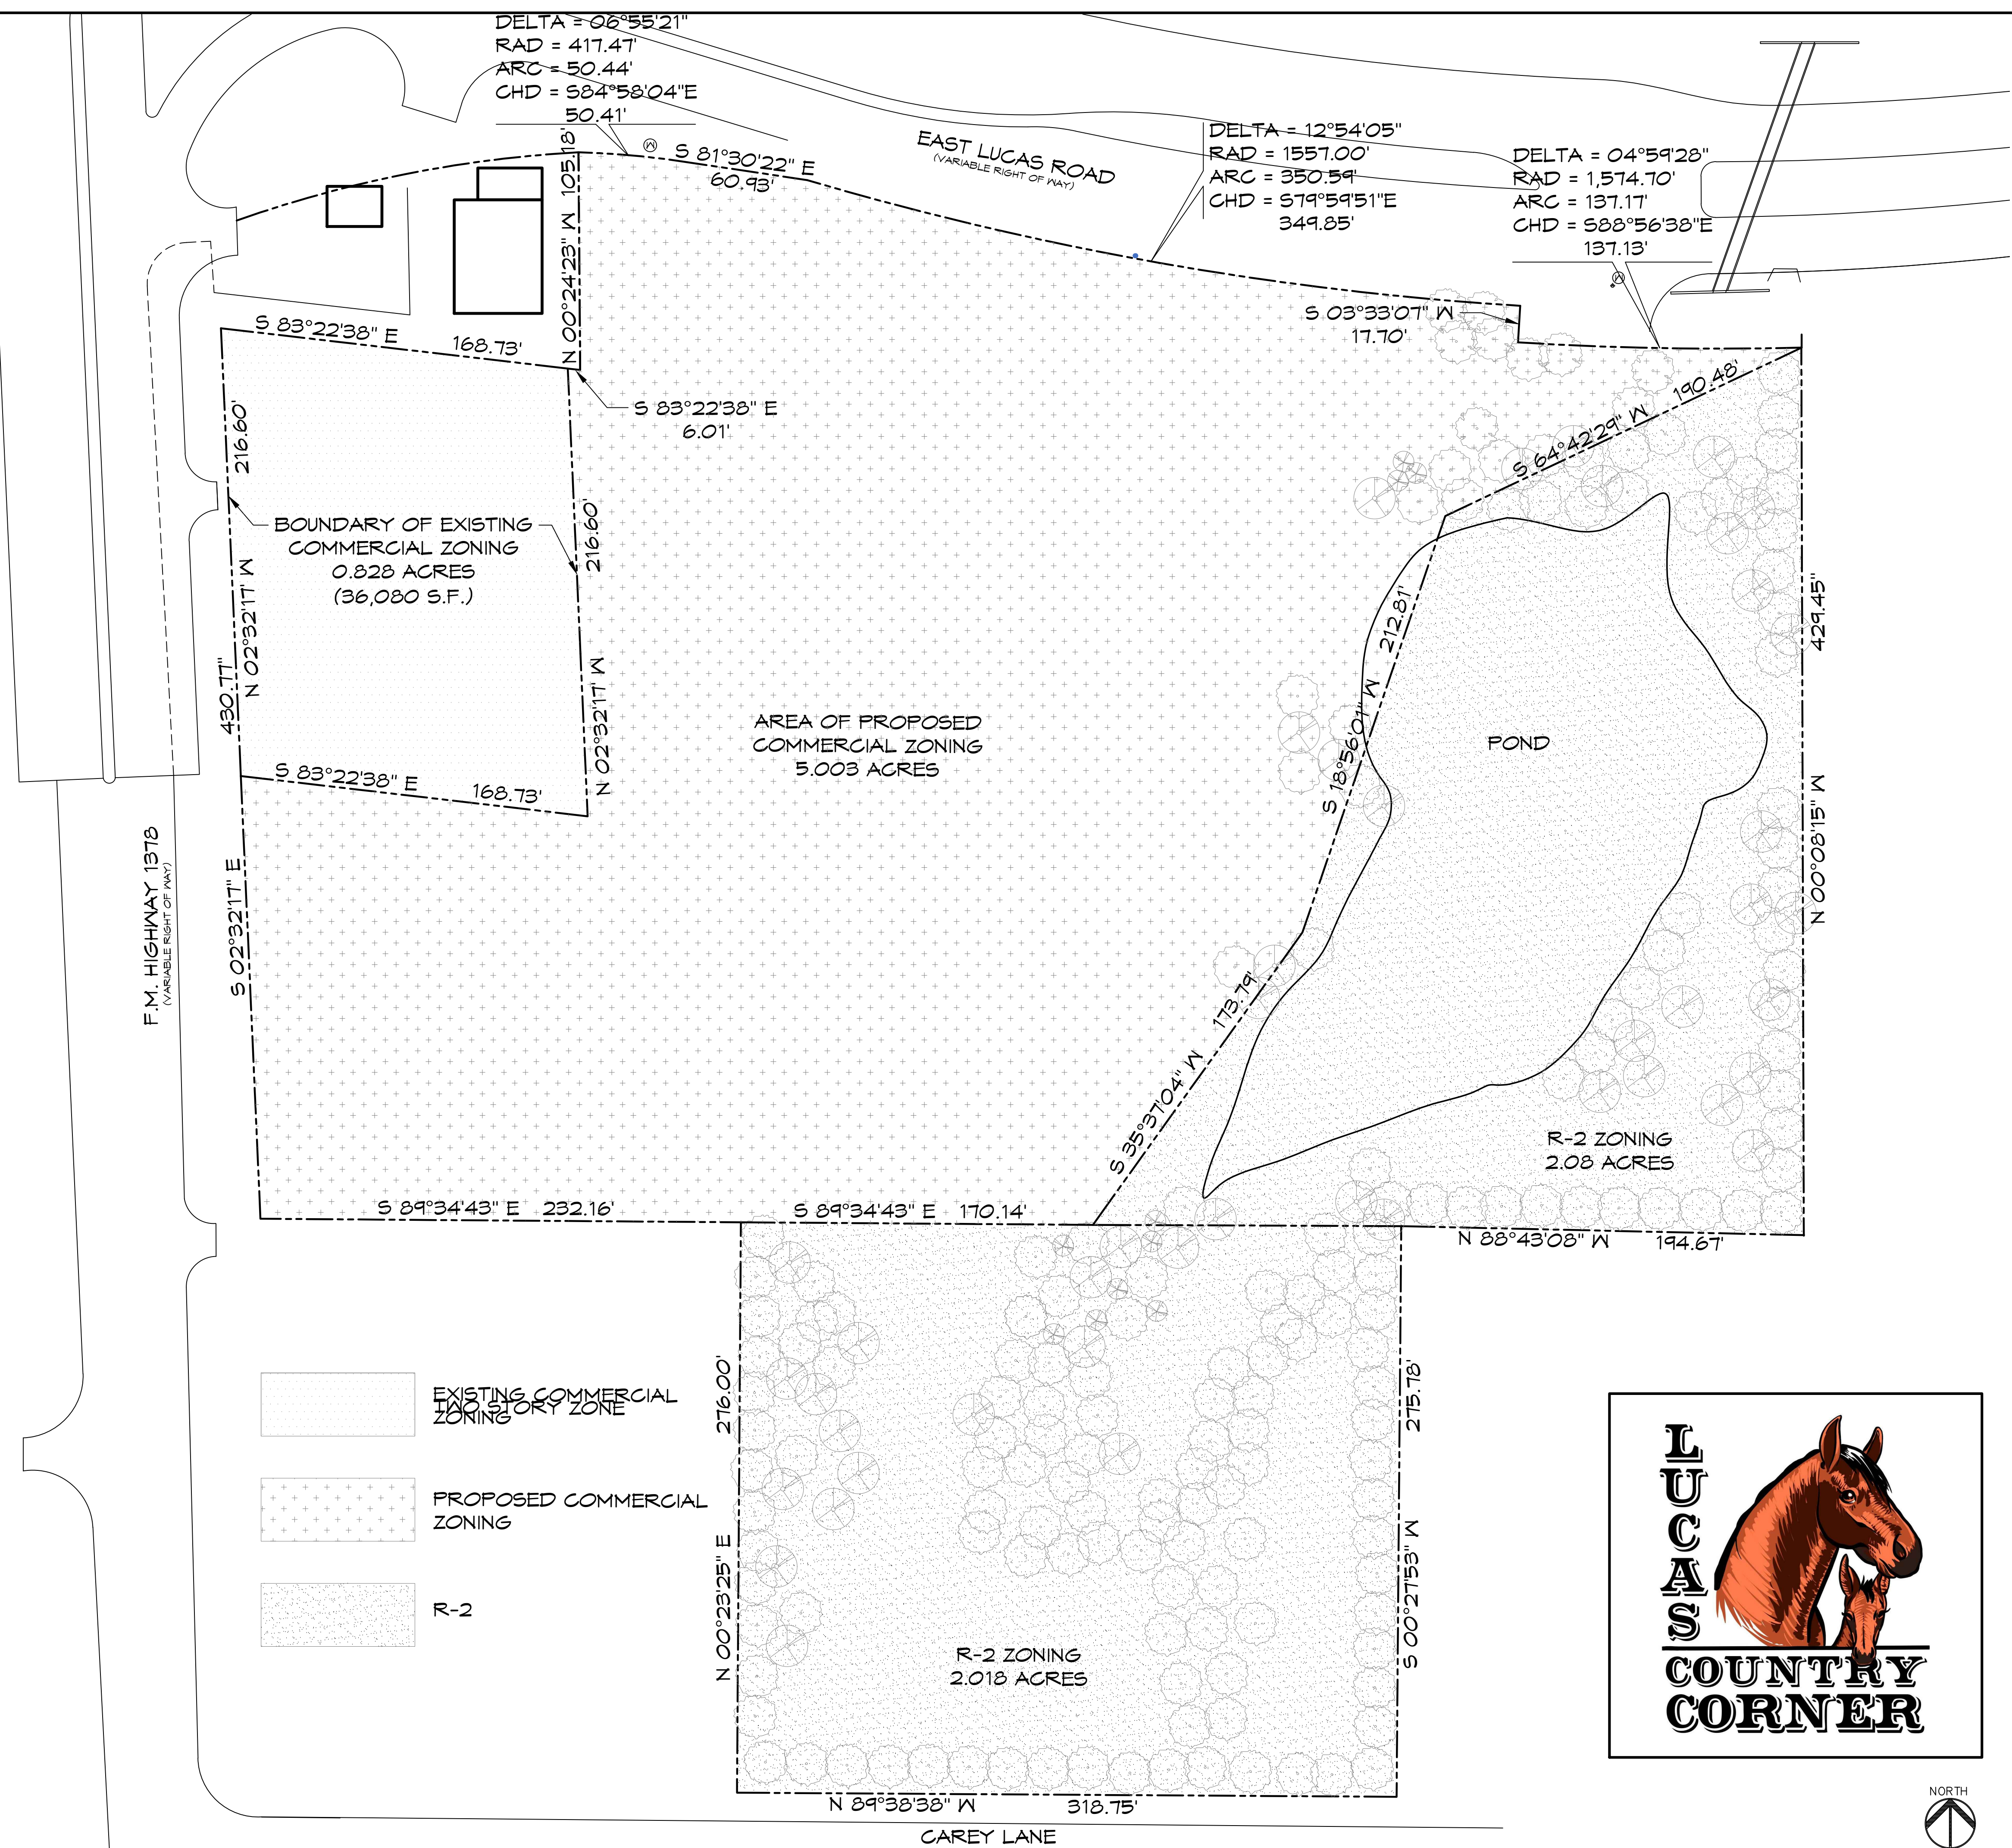 DELTA = 06°55'21"
RAD = 417.47'
ARC = 50.44'
CHD = S84°58'04"E
50.41'
S 81°30'22" E
60.93'
EAST LUCAS ROAD
(VARIABLE RIGHT OF WAY)
DELTA = 12°54'05"
RAD = 1557.00'
ARC = 350.59'
CHD = S79°59'51"E
349.85'
DELTA = 04°59'28"
RAD = 1,574.70'
ARC = 137.17'
CHD = S88°56'38"E
137.13'
N 00°24'23" W 105.18'
S 03°33'07" W
17.70'
S 83°22'38" E 168.73'
S 83°22'38" E
6.01'
S 64°42'29" W 190.48'
216.60'
BOUNDARY OF EXISTING
COMMERCIAL ZONING
0.828 ACRES
(36,080 S.F.)
216.60'
N 02°32'17" W
430.77"
N 02°32'17" W
S 83°22'38" E 168.73'
AREA OF PROPOSED
COMMERCIAL ZONING
5.003 ACRES
S 18°56'01" W 212.81'
POND
429.45"
N 00°08'15" W
F.M. HIGHWAY 1378
(VARIABLE RIGHT OF WAY)
S 02°32'17" E
S 35°37'04" W 173.79'
R-2 ZONING
2.08 ACRES
S 89°34'43" E 232.16'
S 89°34'43" E 170.14'
N 88°43'08" W 194.67'
EXISTING COMMERCIAL
TWO STORY ZONE
ZONING
PROPOSED COMMERCIAL
ZONING
R-2
276.00'
N 00°23'25" E
275.78'
S 00°27'53" W
R-2 ZONING
2.018 ACRES
N 89°38'38" W 318.75'
CAREY LANE
LUCAS
COUNTRY
CORNER
NORTH